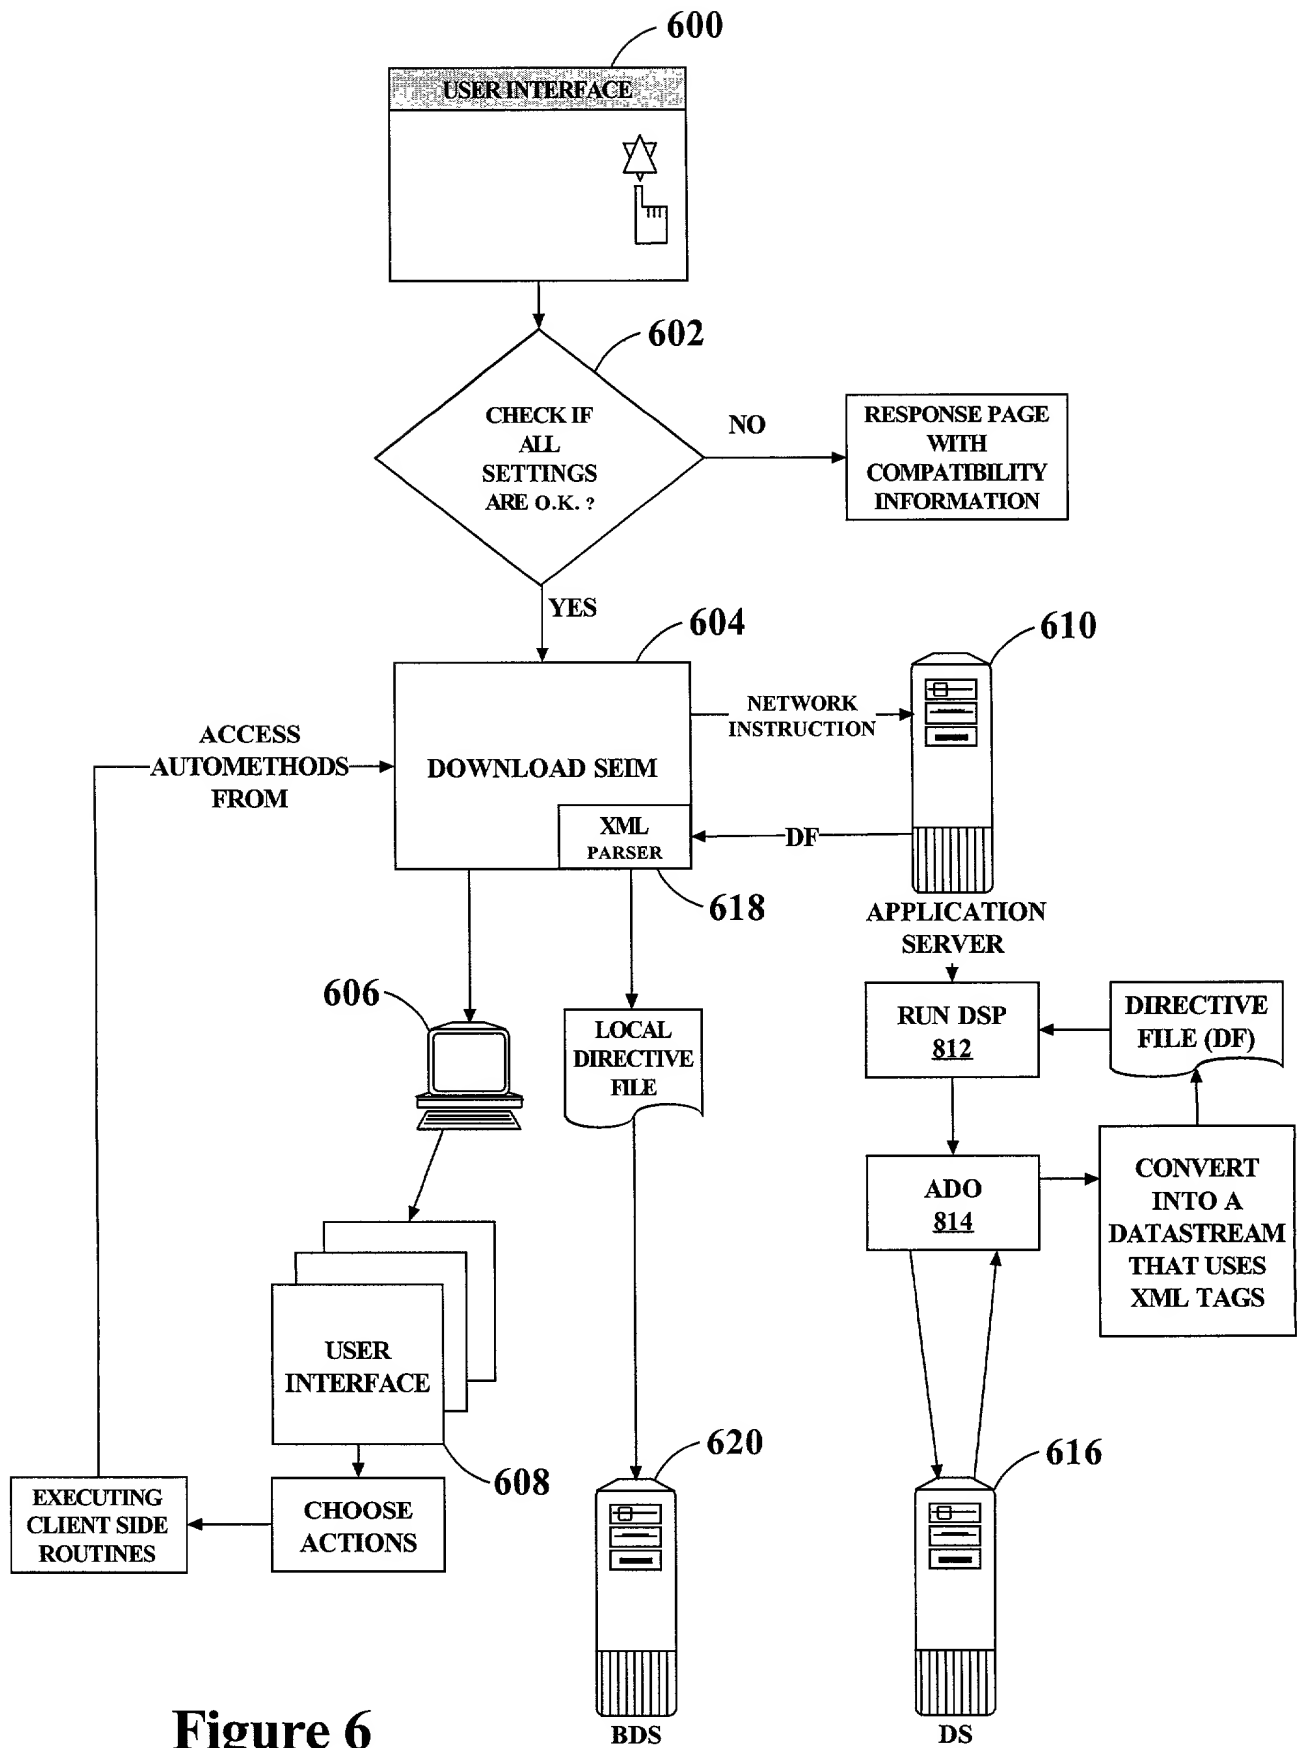 600
USER INTERFACE
602
CHECK IF
ALL
SETTINGS
ARE O.K. ?
NO
RESPONSE PAGE
WITH
COMPATIBILITY
INFORMATION
YES
604
610
NETWORK
INSTRUCTION
ACCESS
AUTOMETHODS
FROM
DOWNLOAD SEIM
XML
PARSER
DF
618
APPLICATION
SERVER
606
LOCAL
DIRECTIVE
FILE
RUN DSP
812
DIRECTIVE
FILE (DF)
ADO
814
CONVERT
INTO A
DATASTREAM
THAT USES
XML TAGS
USER
INTERFACE
608
620
616
EXECUTING
CLIENT SIDE
ROUTINES
CHOOSE
ACTIONS
BDS
DS
Figure 6